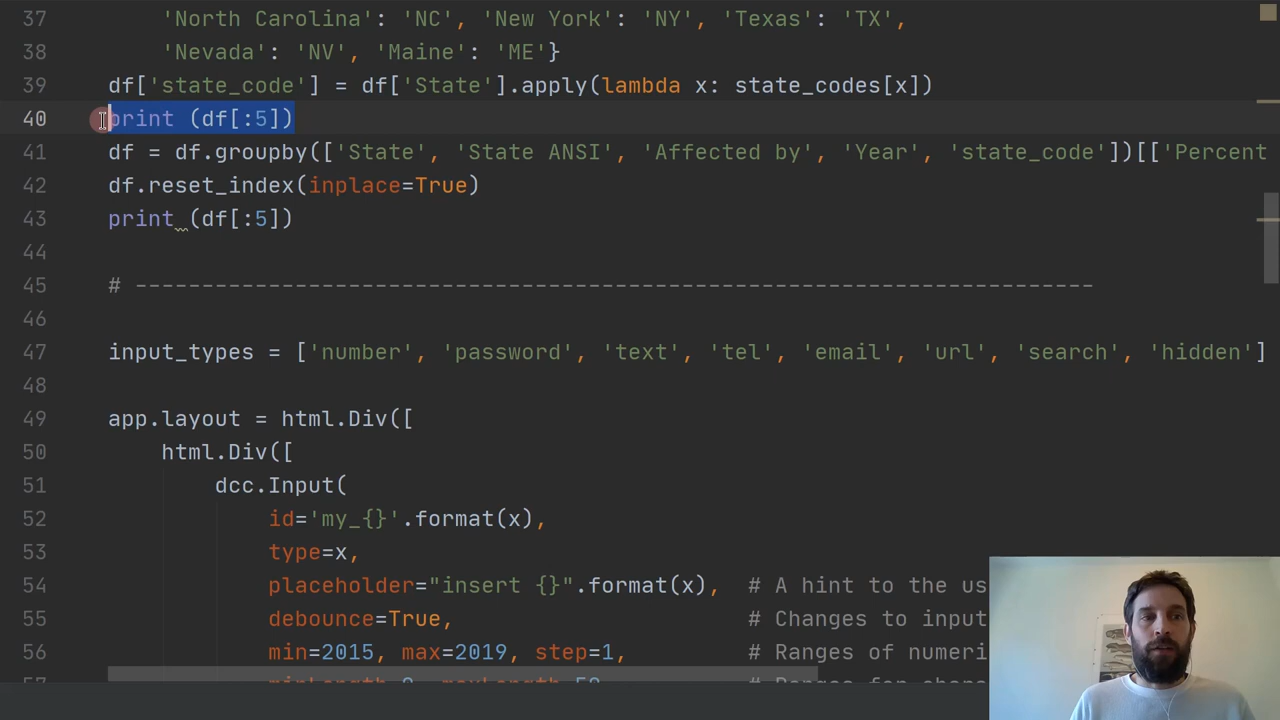 37 'North Carolina': 'NC', 'New York': 'NY', 'Texas': 'TX',
38 'Nevada': 'NV', 'Maine': 'ME'}
39 df['state_code'] = df['State'].apply(lambda x: state_codes[x])
40 print (df[:5])
41 df = df.groupby(['State', 'State ANSI', 'Affected by', 'Year', 'state_code'])[['Percent
42 df.reset_index(inplace=True)
43 print (df[:5])
44
45 # ------------------------------------------------------------------------
46
47 input_types = ['number', 'password', 'text', 'tel', 'email', 'url', 'search', 'hidden']
48
49 app.layout = html.Div([
50 html.Div([
51 dcc.Input(
52 id='my_{}'.format(x),
53 type=x,
54 placeholder="insert {}".format(x), # A hint to the us
55 debounce=True, # Changes to input
56 min=2015, max=2019, step=1, # Ranges of numeri